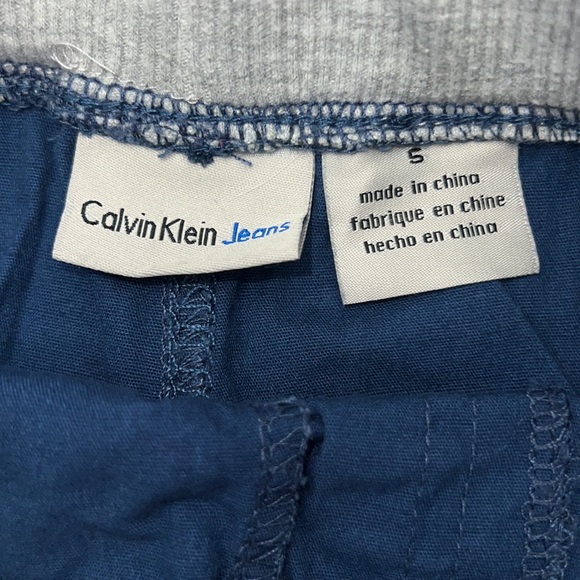 Calvin Klein Jeans
S
made in china
fabrique en chine
hecho en china